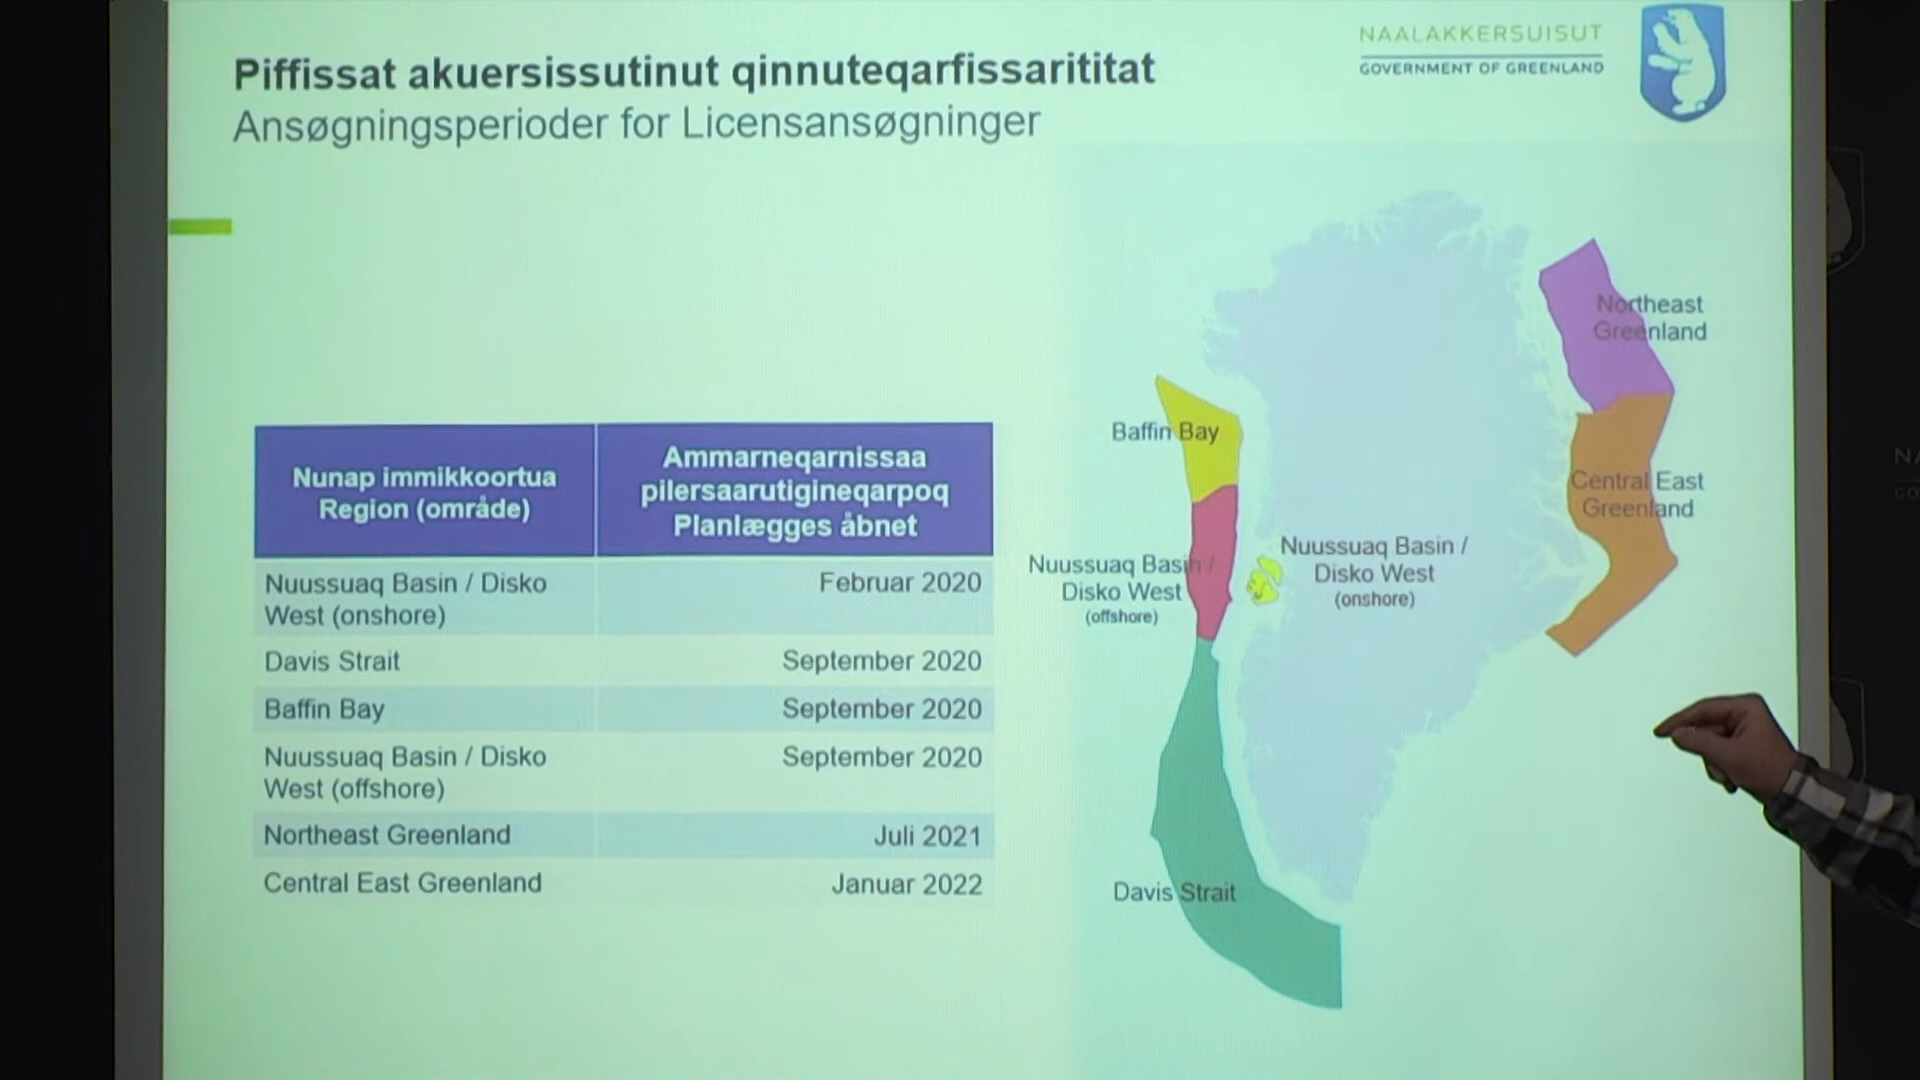 Piffissat akuersissutinut qinnuteqarfissarititat
Ansøgningsperioder for Licensansøgninger
NAALAKKERSUISUT
GOVERNMENT OF GREENLAND
Nunap immikkoortua
Region (område)
Ammarneqarnissaa
pilersaarutigineqarpoq
Planlægges åbnet
Nuussuaq Basin / Disko
West (onshore)
Februar 2020
Davis Strait
September 2020
Baffin Bay
September 2020
Nuussuaq Basin / Disko
West (offshore)
September 2020
Northeast Greenland
Juli 2021
Central East Greenland
Januar 2022
Northeast
Greenland
Baffin Bay
Central East
Greenland
Nuussuaq Basin /
Disko West
(offshore)
Nuussuaq Basin /
Disko West
(onshore)
Davis Strait